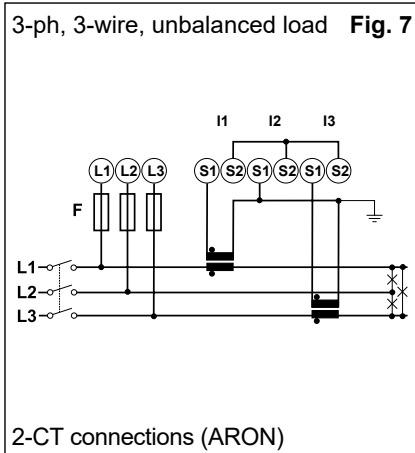 3-ph, 3-wire, unbalanced load Fig. 7
I1 I2 I3
L1 L2 L3 S1 S2 S1 S2 S1 S2
F
L1
L2
L3
2-CT connections (ARON)